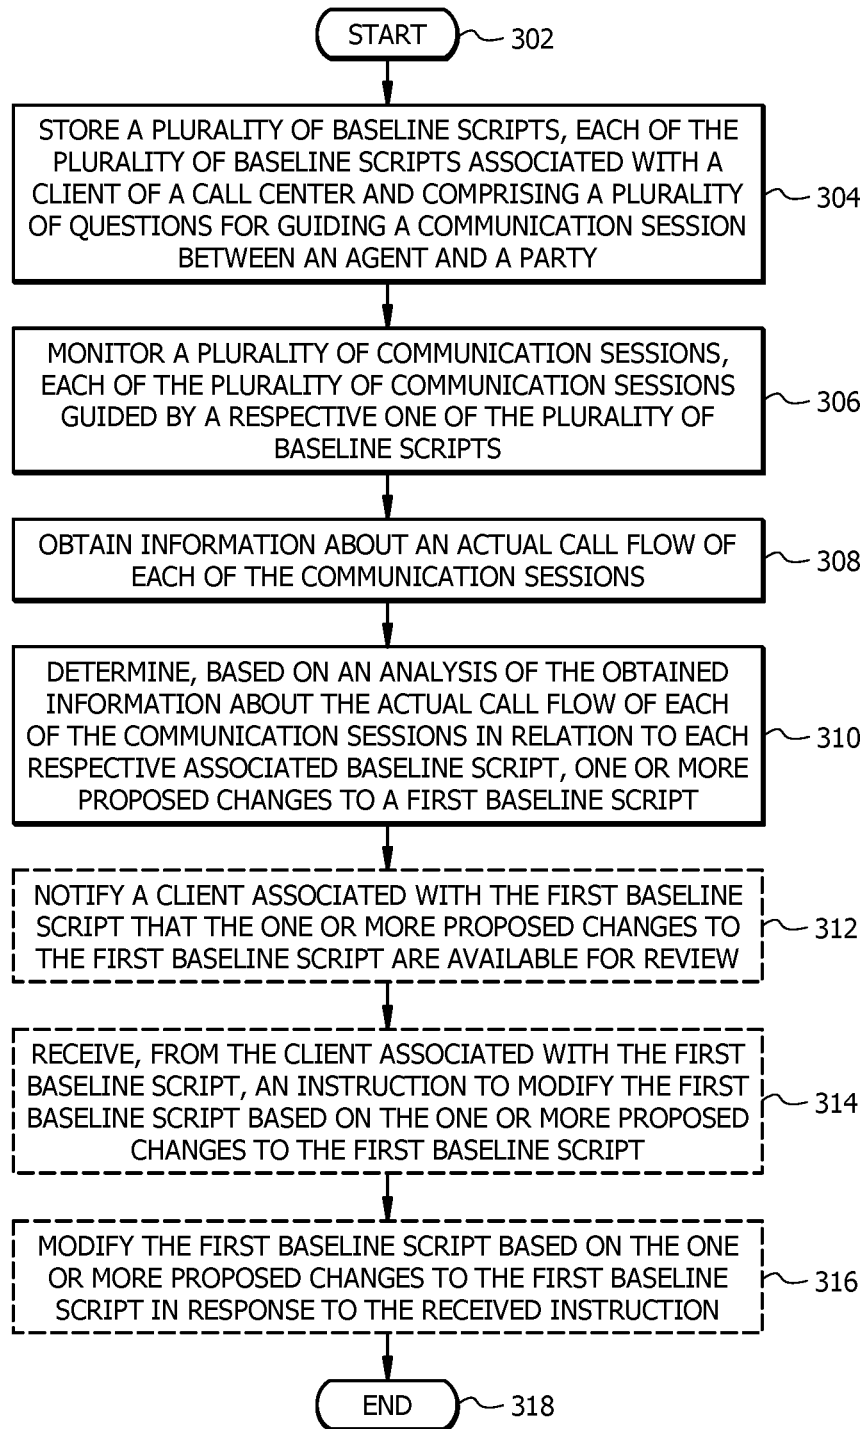 START
302
STORE A PLURALITY OF BASELINE SCRIPTS, EACH OF THE
PLURALITY OF BASELINE SCRIPTS ASSOCIATED WITH A
CLIENT OF A CALL CENTER AND COMPRISING A PLURALITY
OF QUESTIONS FOR GUIDING A COMMUNICATION SESSION
BETWEEN AN AGENT AND A PARTY
304
MONITOR A PLURALITY OF COMMUNICATION SESSIONS,
EACH OF THE PLURALITY OF COMMUNICATION SESSIONS
GUIDED BY A RESPECTIVE ONE OF THE PLURALITY OF
BASELINE SCRIPTS
306
OBTAIN INFORMATION ABOUT AN ACTUAL CALL FLOW OF
EACH OF THE COMMUNICATION SESSIONS
308
DETERMINE, BASED ON AN ANALYSIS OF THE OBTAINED
INFORMATION ABOUT THE ACTUAL CALL FLOW OF EACH
OF THE COMMUNICATION SESSIONS IN RELATION TO EACH
RESPECTIVE ASSOCIATED BASELINE SCRIPT, ONE OR MORE
PROPOSED CHANGES TO A FIRST BASELINE SCRIPT
310
NOTIFY A CLIENT ASSOCIATED WITH THE FIRST BASELINE
SCRIPT THAT THE ONE OR MORE PROPOSED CHANGES TO
THE FIRST BASELINE SCRIPT ARE AVAILABLE FOR REVIEW
312
RECEIVE, FROM THE CLIENT ASSOCIATED WITH THE FIRST
BASELINE SCRIPT, AN INSTRUCTION TO MODIFY THE FIRST
BASELINE SCRIPT BASED ON THE ONE OR MORE PROPOSED
CHANGES TO THE FIRST BASELINE SCRIPT
314
MODIFY THE FIRST BASELINE SCRIPT BASED ON THE ONE
OR MORE PROPOSED CHANGES TO THE FIRST BASELINE
SCRIPT IN RESPONSE TO THE RECEIVED INSTRUCTION
316
END
318